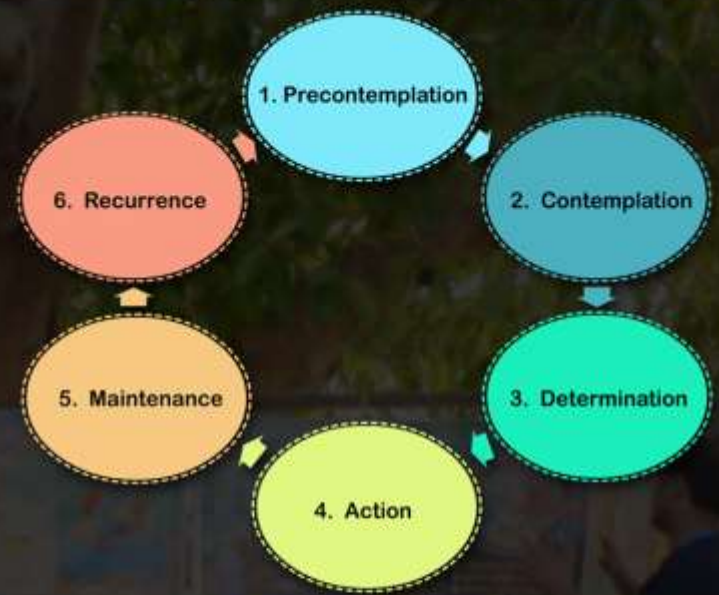 1. Precontemplation
2. Contemplation
3. Determination
4. Action
5. Maintenance
6. Recurrence